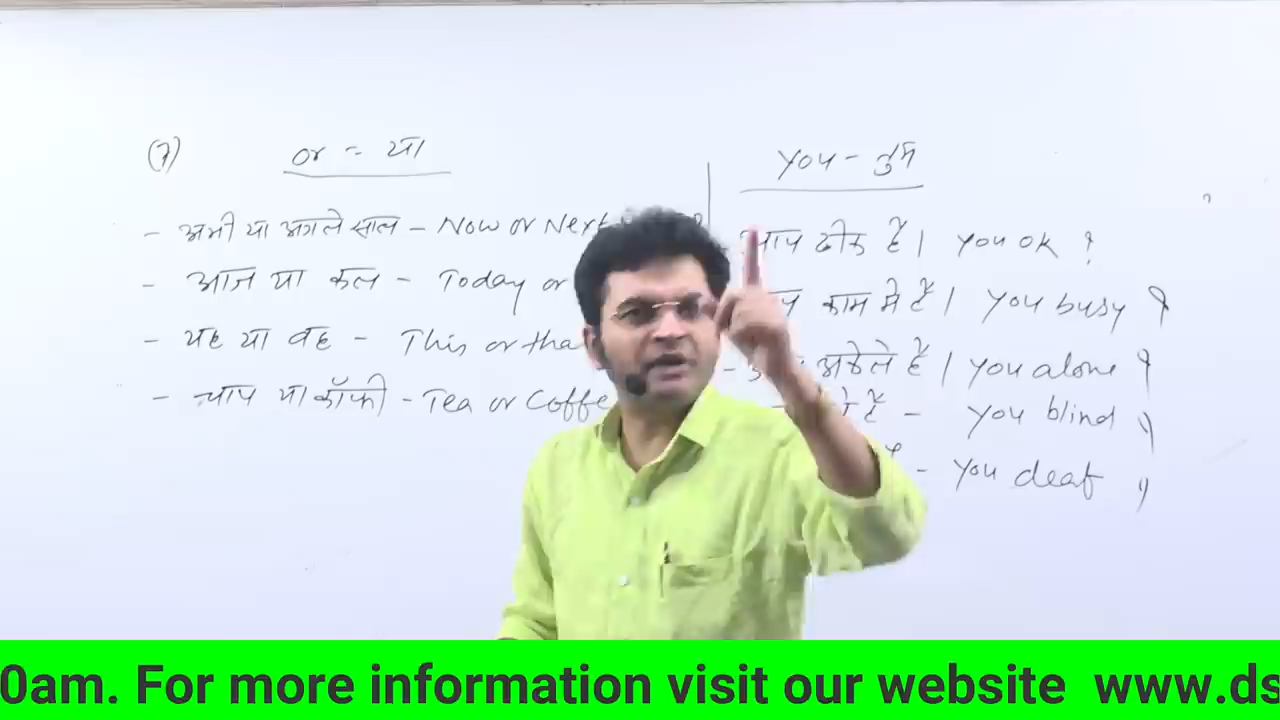 (7) or = या
- अभी या अगले साल - Now or Next
- आज या कल - Today or
- यह या वह - This or tha
- चाय या कॉफी - Tea or Coffe
you - तुम
आप ठीक हैं | you ok ?
काम मे हैं | you busy ?
अकेले हैं | you alone ?
- you blind "
- you deaf "
0am. For more information visit our website www.ds